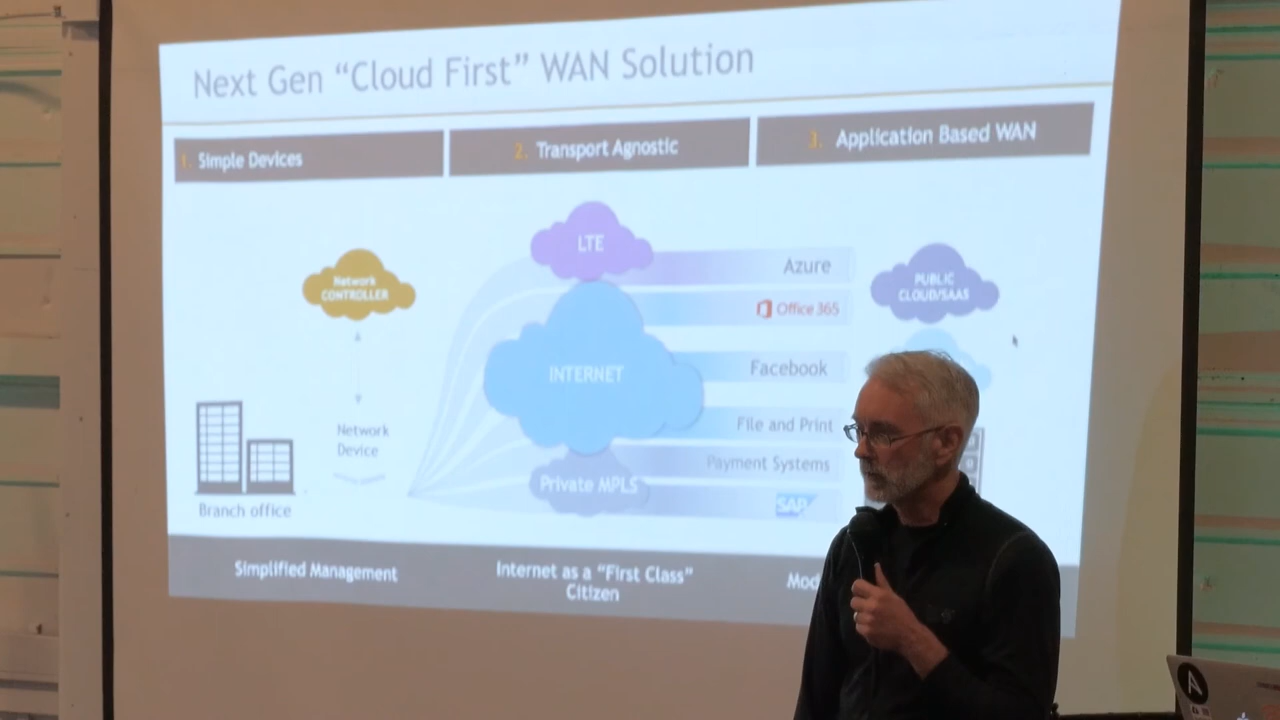 Next Gen “Cloud First” WAN Solution
1. Simple Devices
2. Transport Agnostic
3. Application Based WAN
LTE
Azure
Network
CONTROLLER
PUBLIC
CLOUD/SAAS
Office 365
INTERNET
Facebook
Network
Device
File and Print
Payment Systems
Private MPLS
SAP
Branch office
Simplified Management
Internet as a “First Class”
Citizen